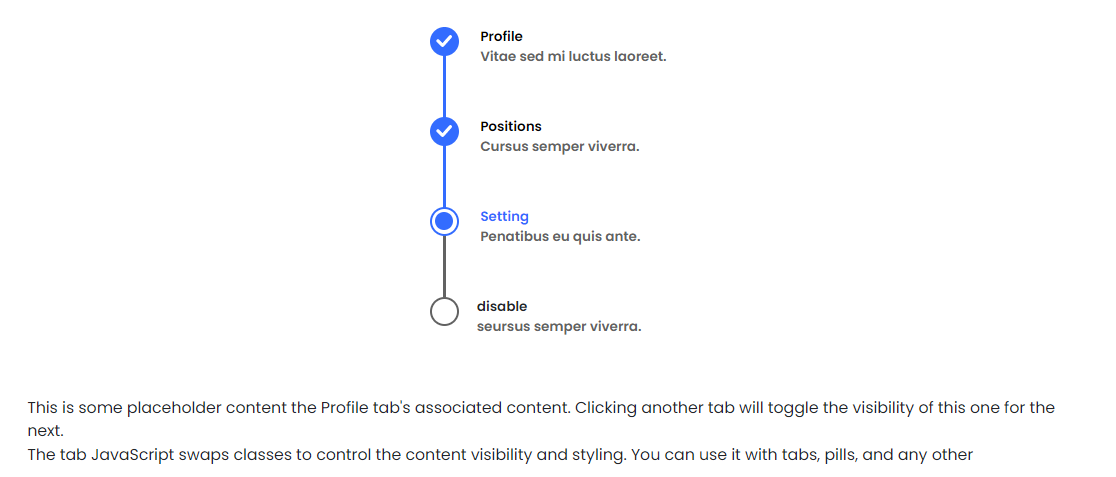 Profile
Vitae sed mi luctus laoreet.
Positions
Cursus semper viverra.
Setting
Penatibus eu quis ante.
disable
seursus semper viverra.
This is some placeholder content the Profile tab's associated content. Clicking another tab will toggle the visibility of this one for the
next.
The tab JavaScript swaps classes to control the content visibility and styling. You can use it with tabs, pills, and any other